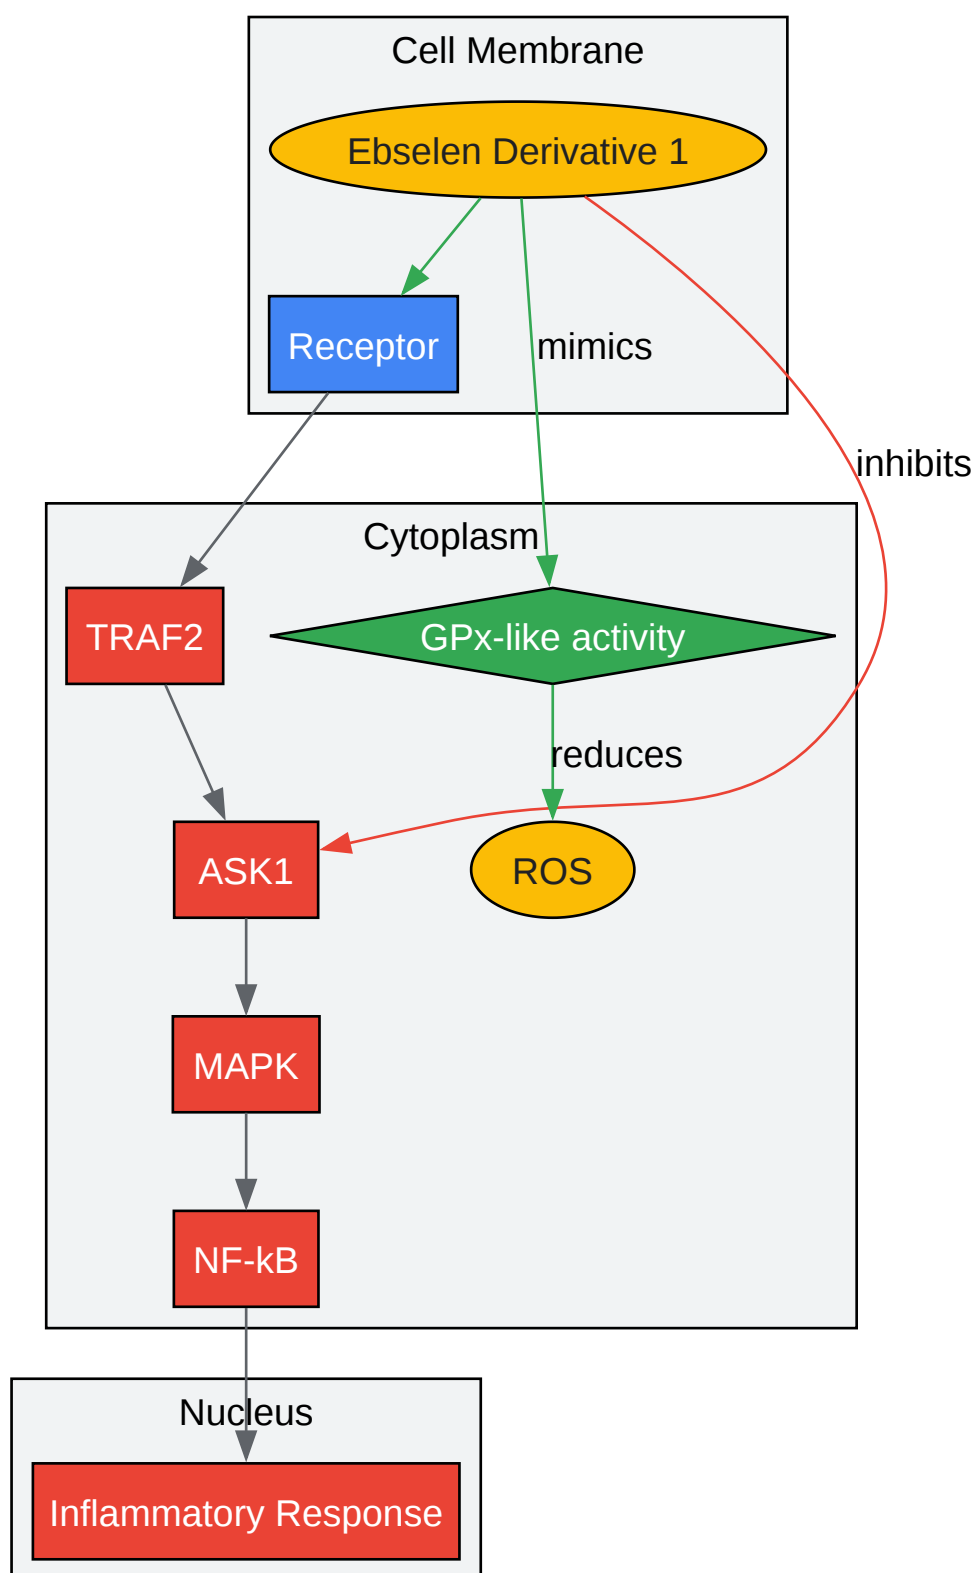 Cell Membrane
Ebselen Derivative 1
Receptor
mimics
inhibits
Cytoplasm
TRAF2
GPx-like activity
reduces
ASK1
ROS
MAPK
NF-kB
Nucleus
Inflammatory Response